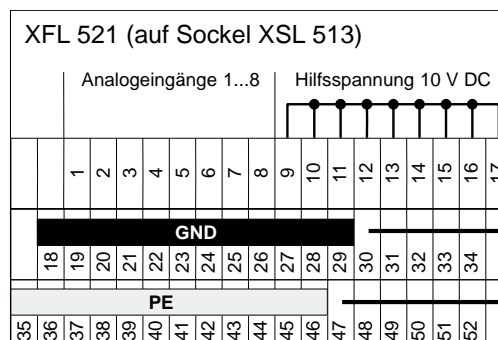 XFL 521 (auf Sockel XSL 513)
Analogeingänge 1...8 Hilfsspannung 10 V DC
1 2 3 4 5 6 7 8 9 10 11 12 13 14 15 16 17
GND
18 19 20 21 22 23 24 25 26 27 28 29 30 31 32 33 34
PE
35 36 37 38 39 40 41 42 43 44 45 46 47 48 49 50 51 52